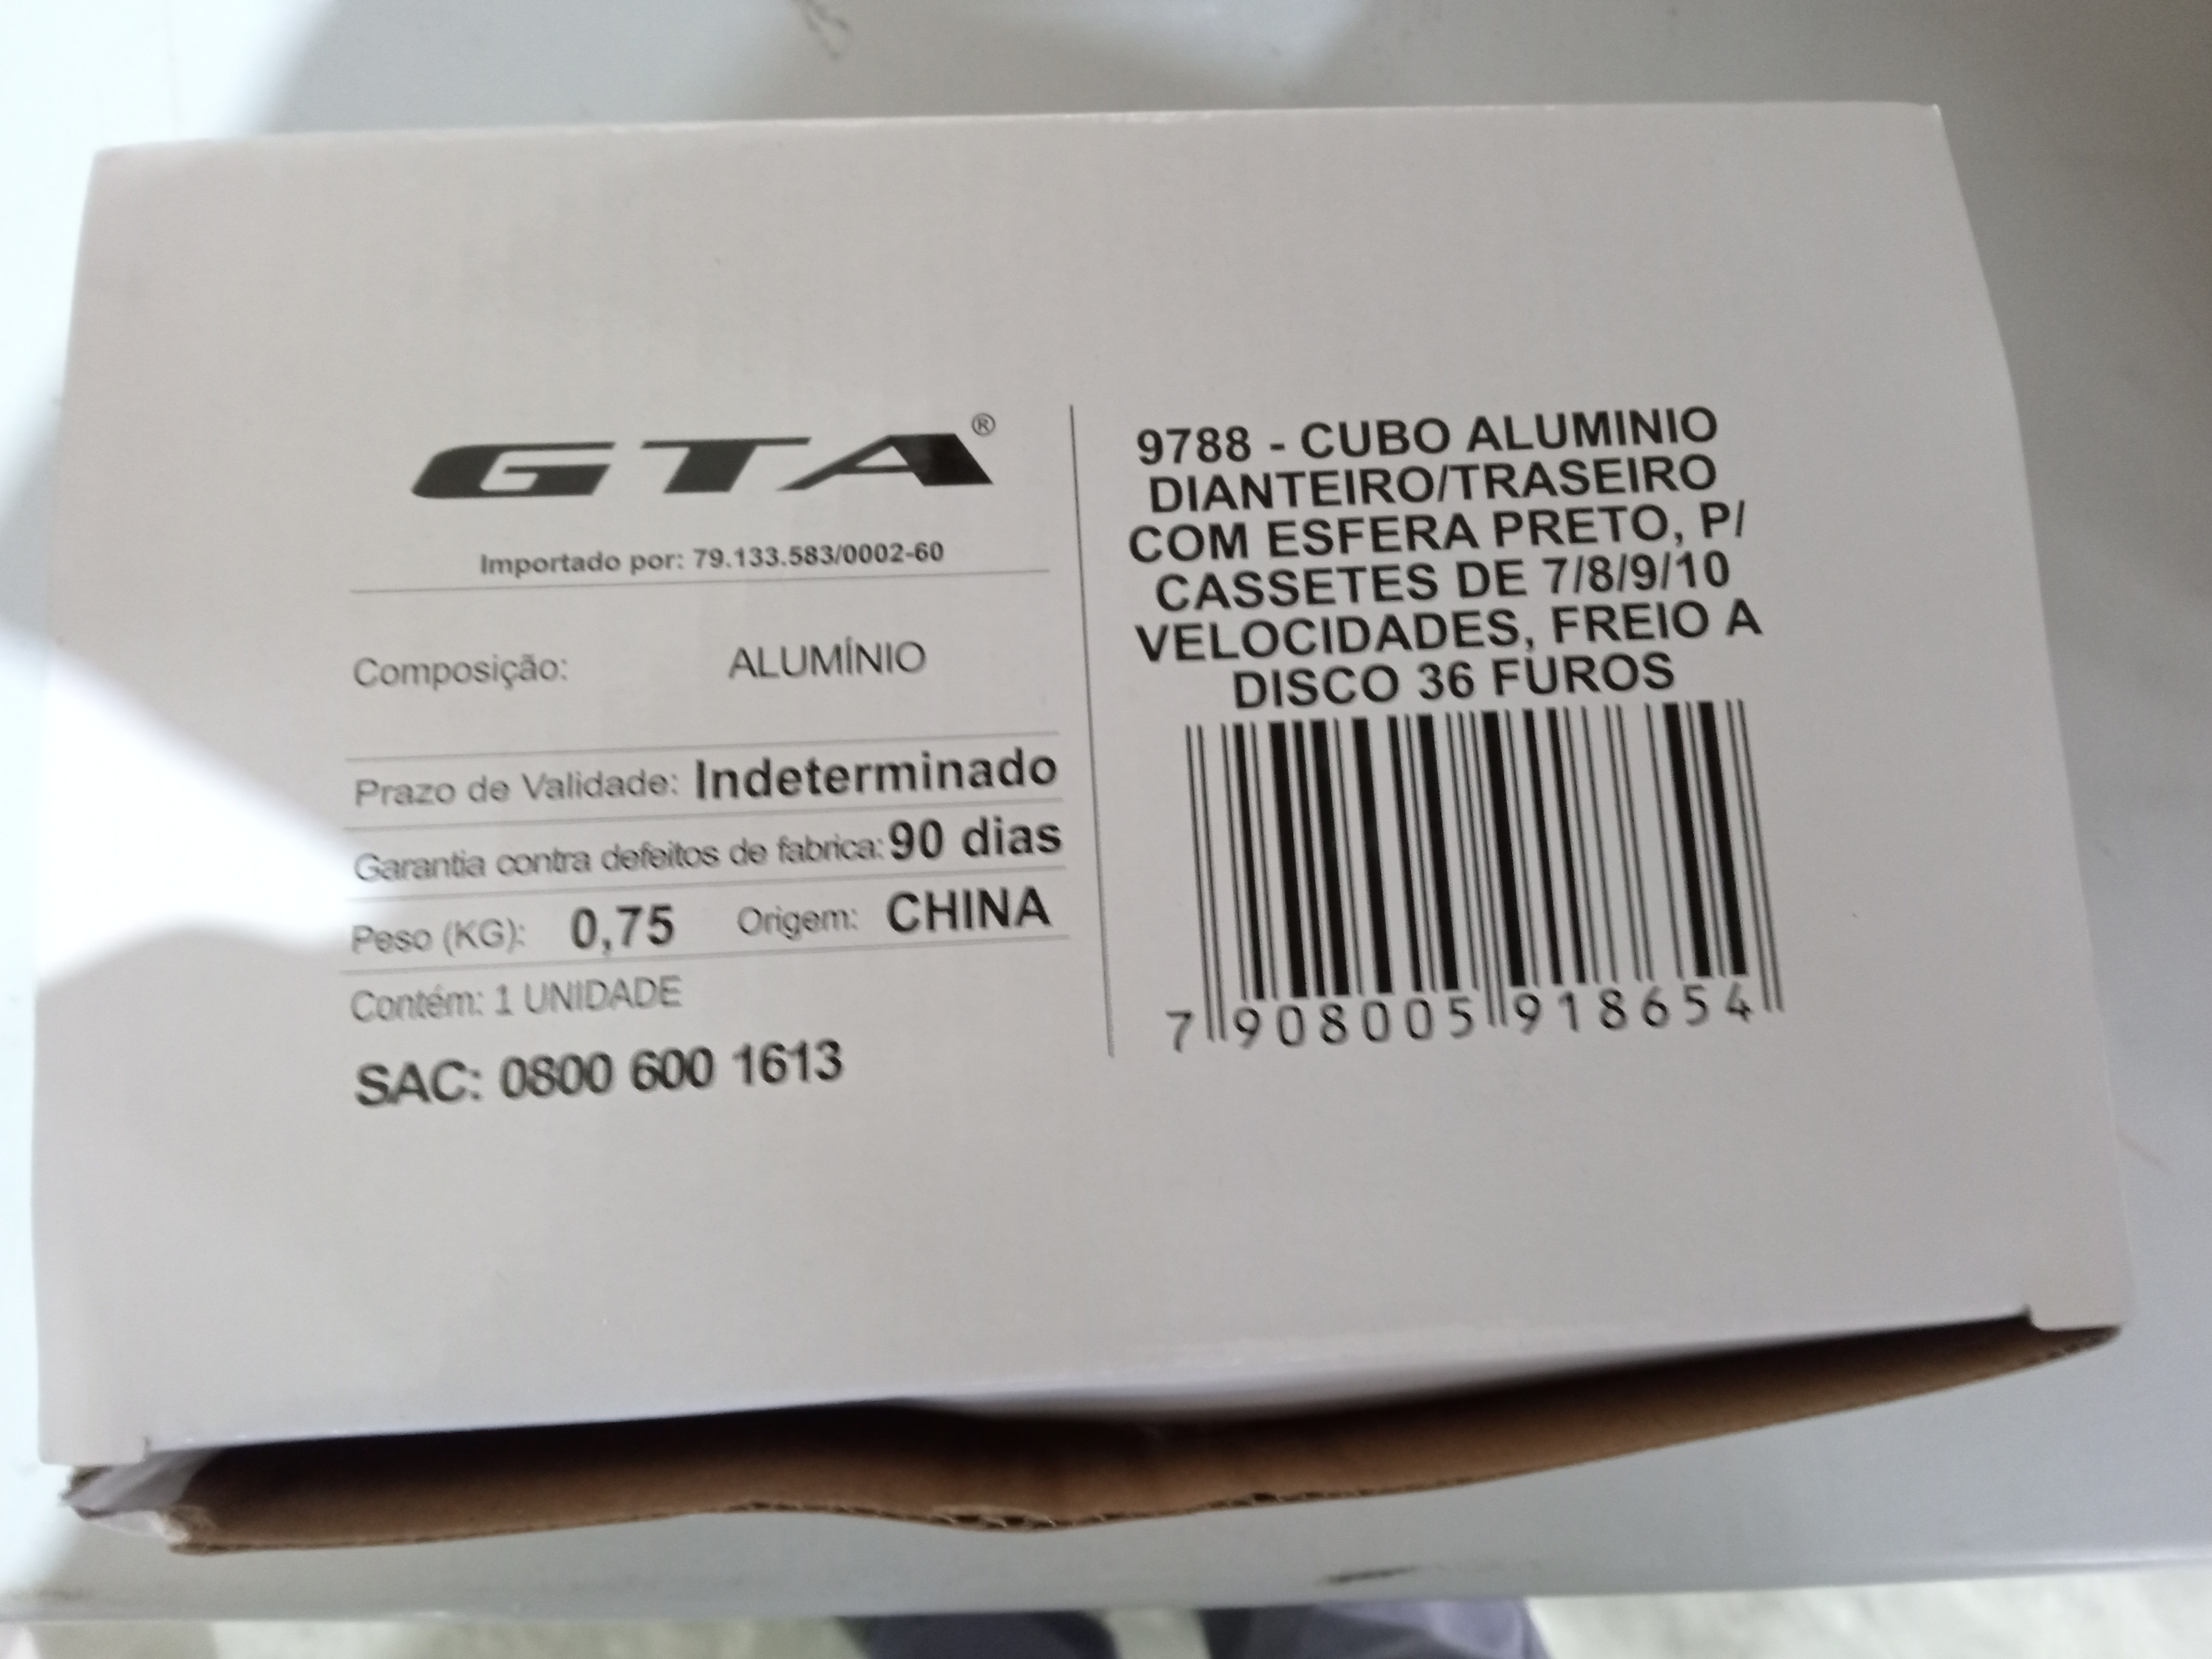 GTA®
Importado por: 79.133.583/0002-60
Composição: ALUMÍNIO
Prazo de Validade: Indeterminado
Garantia contra defeitos de fabrica: 90 dias
Peso (KG): 0,75 Origem: CHINA
Contém: 1 UNIDADE
SAC: 0800 600 1613
9788 - CUBO ALUMINIO
DIANTEIRO/TRASEIRO
COM ESFERA PRETO, P/
CASSETES DE 7/8/9/10
VELOCIDADES, FREIO A
DISCO 36 FUROS
7 908005 918654